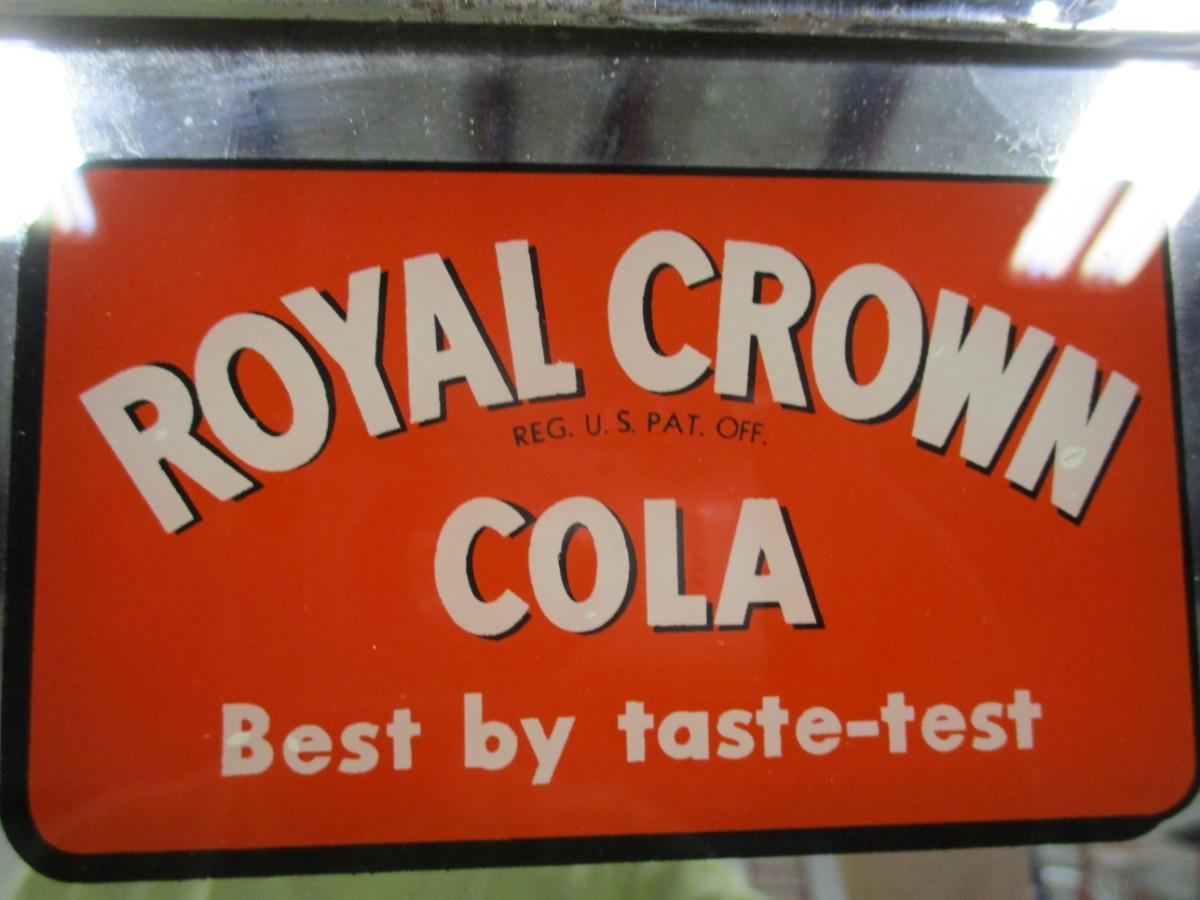 ROYAL CROWN
REG. U.S. PAT. OFF.
COLA
Best by taste-test